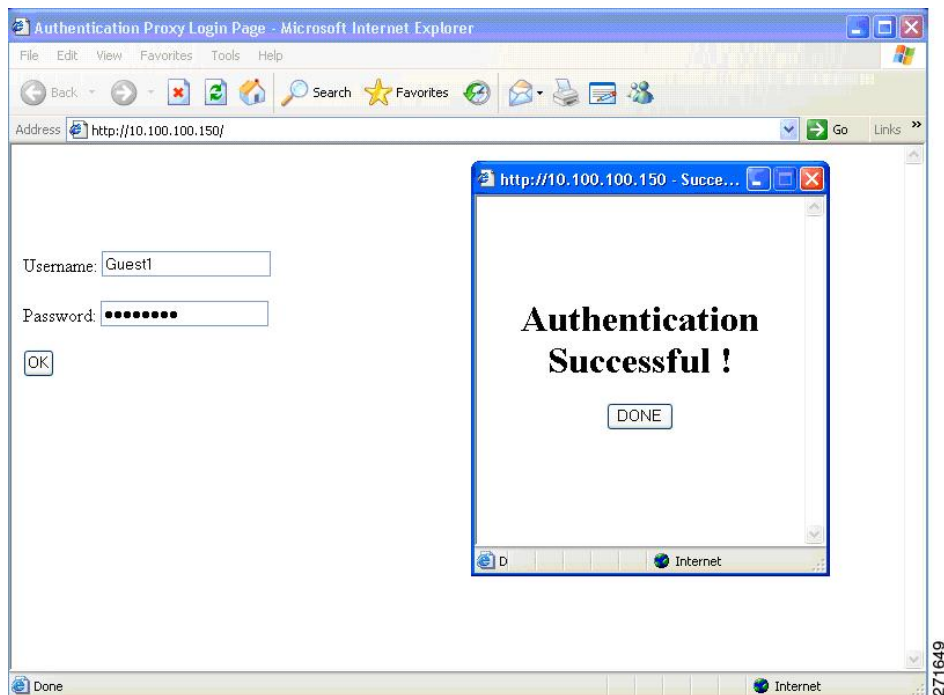 Authentication Proxy Login Page - Microsoft Internet Explorer
File Edit View Favorites Tools Help
Back Search Favorites
Address http://10.100.100.150/ Go Links »
http://10.100.100.150 - Succe...
Username: Guest1
Password: ●●●●●●●●
OK
Authentication
Successful !
DONE
D Internet
Done Internet
271649